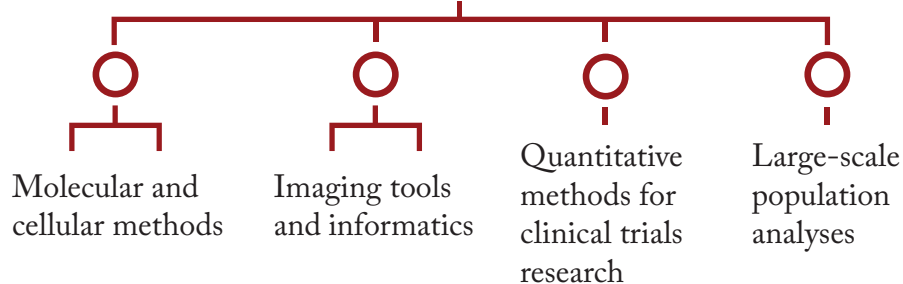 Molecular and
cellular methods
Imaging tools
and informatics
Quantitative
methods for
clinical trials
research
Large-scale
population
analyses